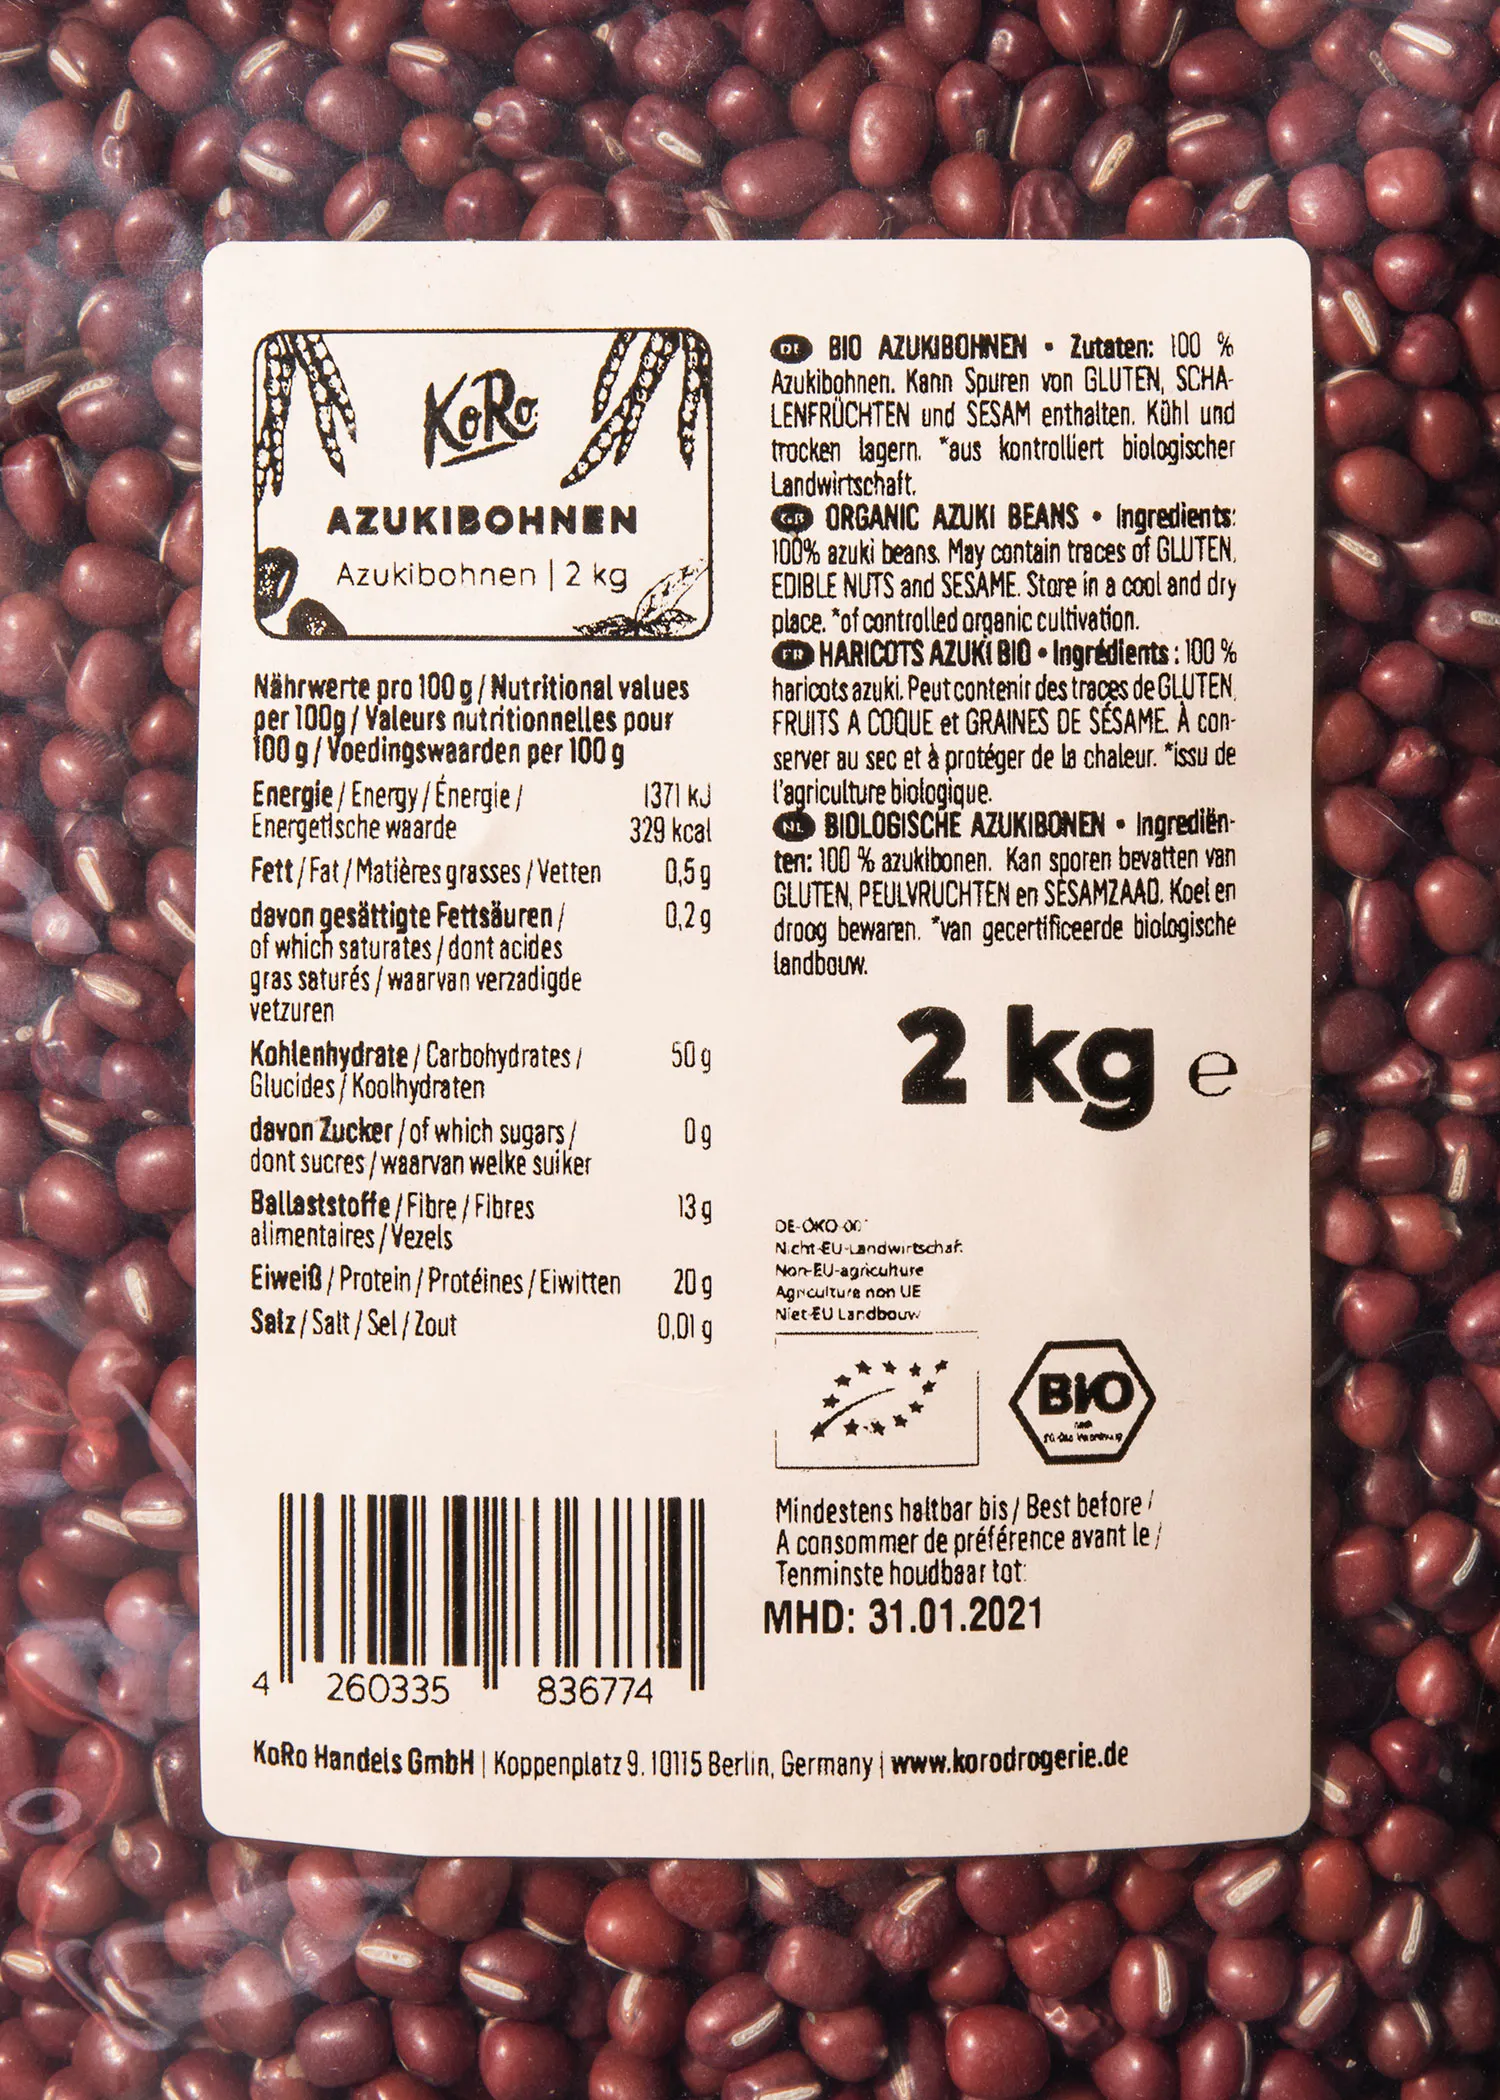 KoRo
AZUKIBOHNEN
Azukibohnen | 2 kg
Nährwerte pro 100 g / Nutritional values
per 100g / Valeurs nutritionnelles pour
100 g / Voedingswaarden per 100 g
Energie / Energy / Énergie / 1371 kJ
Energetische waarde 329 kcal
Fett / Fat / Matières grasses / Vetten 0,5 g
davon gesättigte Fettsäuren / 0,2 g
of which saturates / dont acides
gras saturés / waarvan verzadigde
vetzuren
Kohlenhydrate / Carbohydrates / 50 g
Glucides / Koolhydraten
davon Zucker / of which sugars / 0 g
dont sucres / waarvan welke suiker
Ballaststoffe / Fibre / Fibres 13 g
alimentaires / Vezels
Eiweiß / Protein / Protéines / Eiwitten 20 g
Salz / Salt / Sel / Zout 0,01 g
4 260335 836774
DE BIO AZUKIBOHNEN • Zutaten: 100 %
Azukibohnen. Kann Spuren von GLUTEN, SCHA-
LENFRÜCHTEN und SESAM enthalten. Kühl und
trocken lagern. *aus kontrolliert biologischer
Landwirtschaft.
GB ORGANIC AZUKI BEANS • Ingredients:
100% azuki beans. May contain traces of GLUTEN,
EDIBLE NUTS and SESAME. Store in a cool and dry
place. *of controlled organic cultivation.
FR HARICOTS AZUKI BIO • Ingrédients : 100 %
haricots azuki. Peut contenir des traces de GLUTEN,
FRUITS A COQUE et GRAINES DE SÉSAME. À con-
server au sec et à protéger de la chaleur. *issu de
l'agriculture biologique.
NL BIOLOGISCHE AZUKIBONEN • Ingrediën-
ten: 100 % azukibonen. Kan sporen bevatten van
GLUTEN, PEULVRUCHTEN en SESAMZAAD. Koel en
droog bewaren. *van gecertificeerde biologische
landbouw.
2 kg e
Nicht-EU-Landwirtschaf.
Non-EU-agriculture
Agriculture non UE
Niet-EU Landbouw
BiO
Mindestens haltbar bis / Best before /
A consommer de préférence avant le /
Tenminste houdbaar tot:
MHD: 31.01.2021
KoRo Handels GmbH | Koppenplatz 9, 10115 Berlin, Germany | www.korodrogerie.de